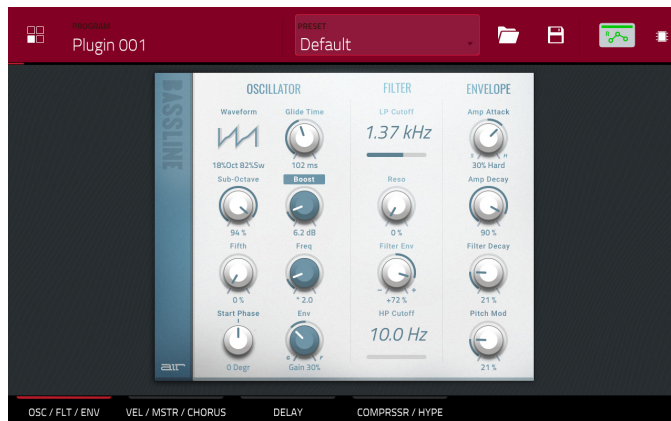 PROGRAM
Plugin 001
PRESET
Default
BASSLINE
OSCILLATOR
FILTER
ENVELOPE
Waveform
Glide Time
LP Cutoff
Amp Attack
1.37 kHz
S
H
18%Oct 82%Sw
102 ms
30% Hard
Sub-Octave
Boost
Reso
Amp Decay
94 %
6.2 dB
0 %
90 %
Fifth
Freq
Filter Env
Filter Decay
- +
0 %
* 2.0
+72 %
21 %
Start Phase
Env
HP Cutoff
Pitch Mod
10.0 Hz
0 Degr
Gain 30%
21 %
air
OSC / FLT / ENV
VEL / MSTR / CHORUS
DELAY
COMPRSSR / HYPE